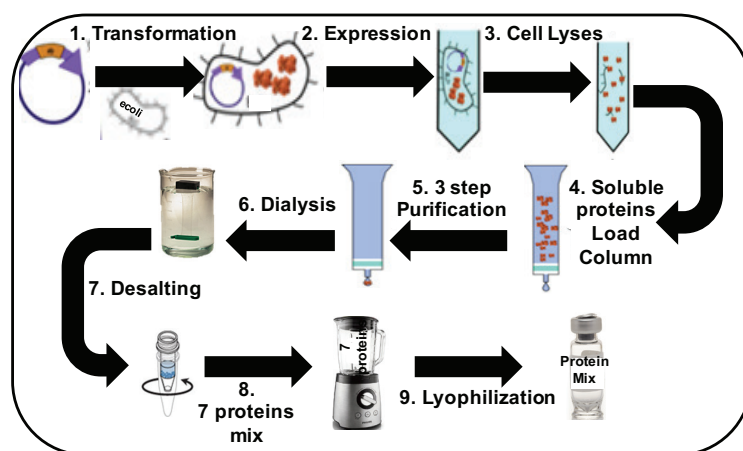 1. Transformation
2. Expression
3. Cell Lyses
ecoli
4. Soluble
proteins
Load
Column
5. 3 step
Purification
6. Dialysis
7. Desalting
8.
7 proteins
mix
7
protein
9. Lyophilization
Protein
Mix